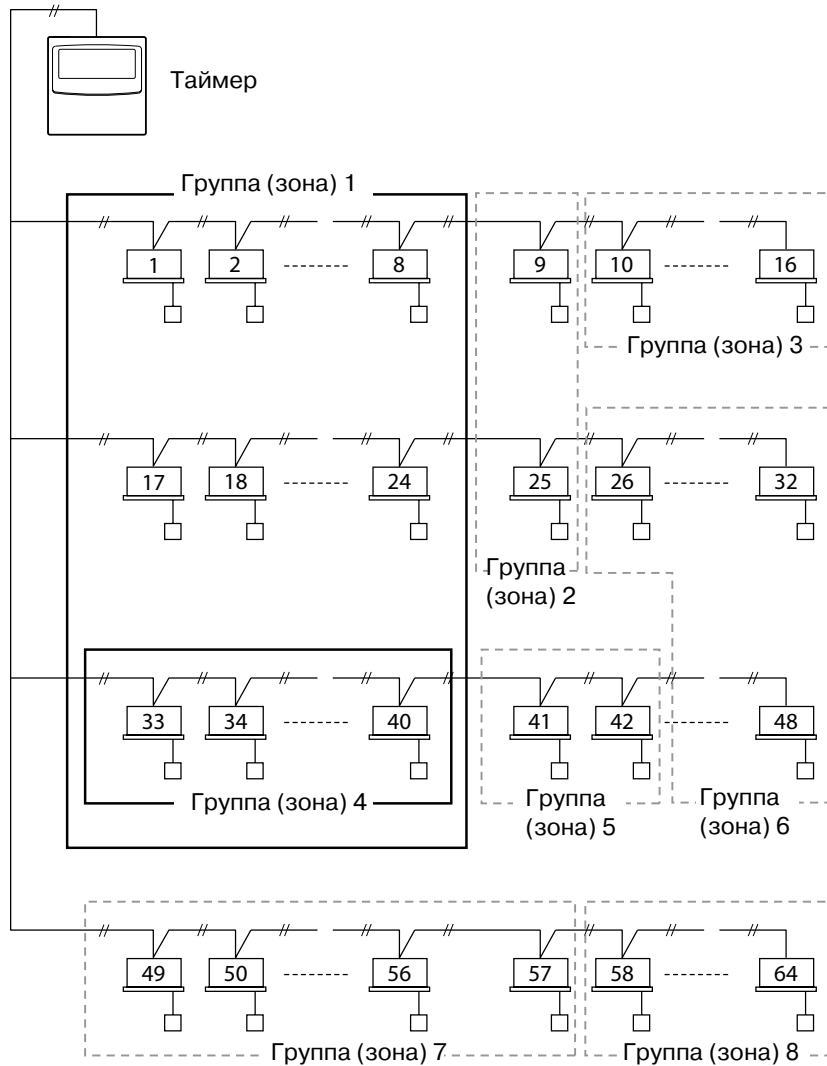 Таймер
Группа (зона) 1
1 2 8 9 10 16
Группа (зона) 3
17 18 24 25 26 32
Группа
(зона) 2
33 34 40 41 42 48
Группа (зона) 4
Группа
(зона) 5
Группа
(зона) 6
49 50 56 57 58 64
Группа (зона) 7
Группа (зона) 8